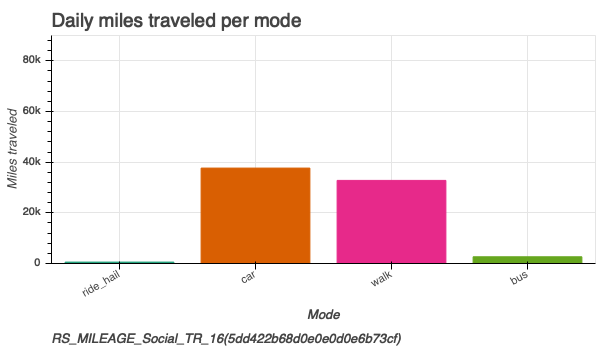 Daily miles traveled per mode
80k
60k
40k
20k
0
Miles traveled
ride_hail
car
walk
bus
Mode
RS_MILEAGE_Social_TR_16(5dd422b68d0e0e0d0e6b73cf)